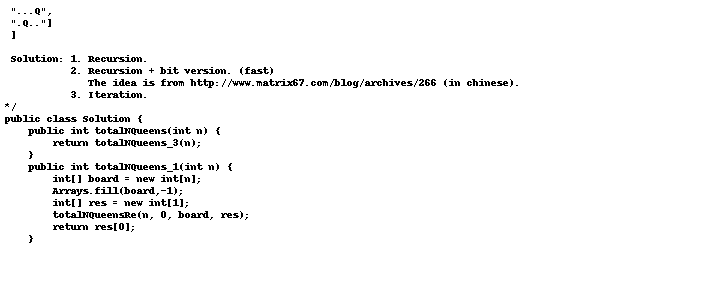 "...Q",
".Q.."]
]
Solution: 1. Recursion.
2. Recursion + bit version. (fast)
The idea is from http://www.matrix67.com/blog/archives/266 (in chinese).
3. Iteration.
*/
public class Solution {
public int totalNQueens(int n) {
return totalNQueens_3(n);
}
public int totalNQueens_1(int n) {
int[] board = new int[n];
Arrays.fill(board,-1);
int[] res = new int[1];
totalNQueensRe(n, 0, board, res);
return res[0];
}